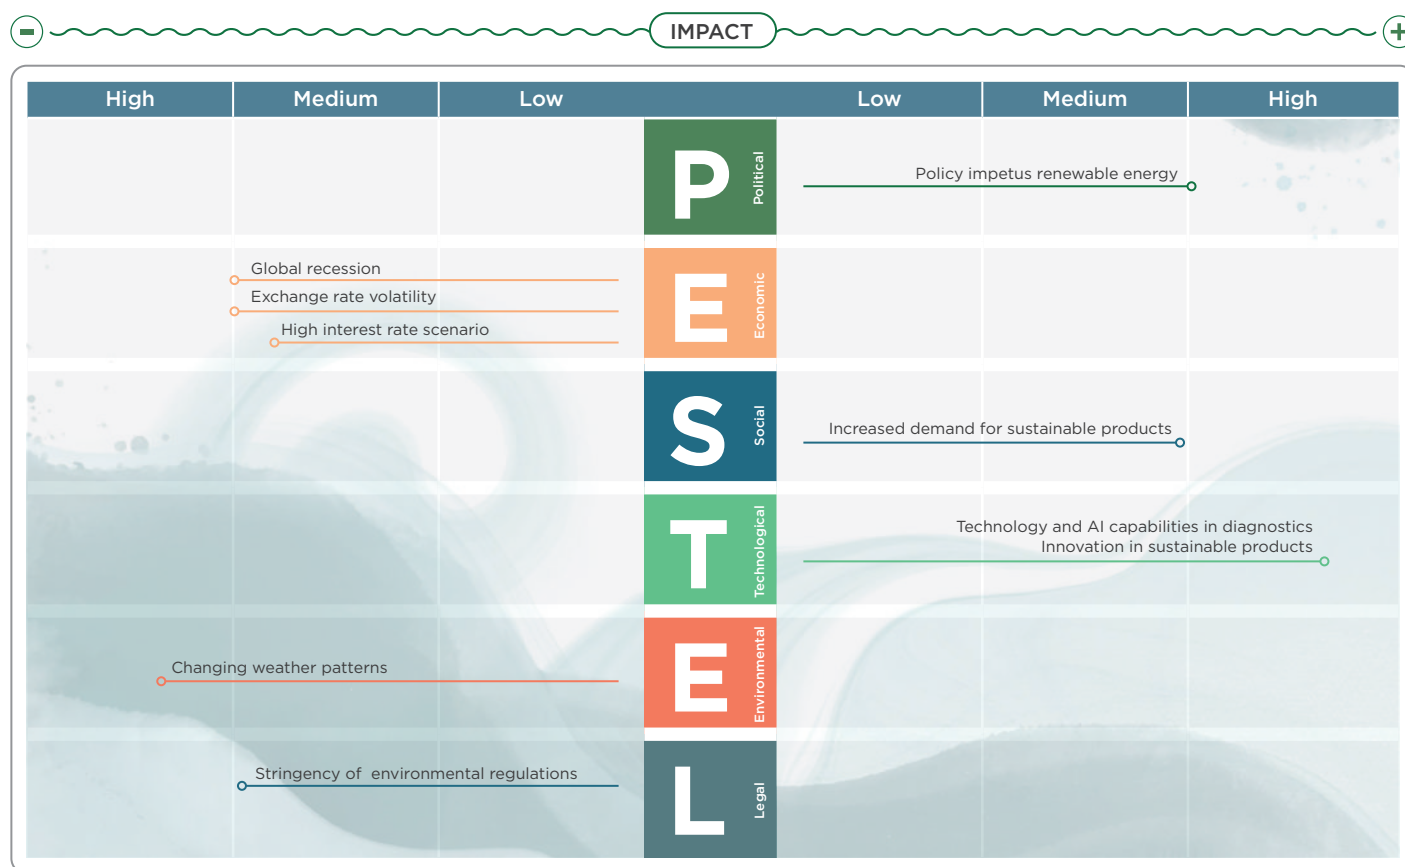 IMPACT
High Medium Low Low Medium High
P Political
Policy impetus renewable energy
Global recession
Exchange rate volatility
High interest rate scenario
E Economic
S Social
Increased demand for sustainable products
T Technological
Technology and AI capabilities in diagnostics
Innovation in sustainable products
Changing weather patterns
E Environmental
Stringency of environmental regulations
L Legal